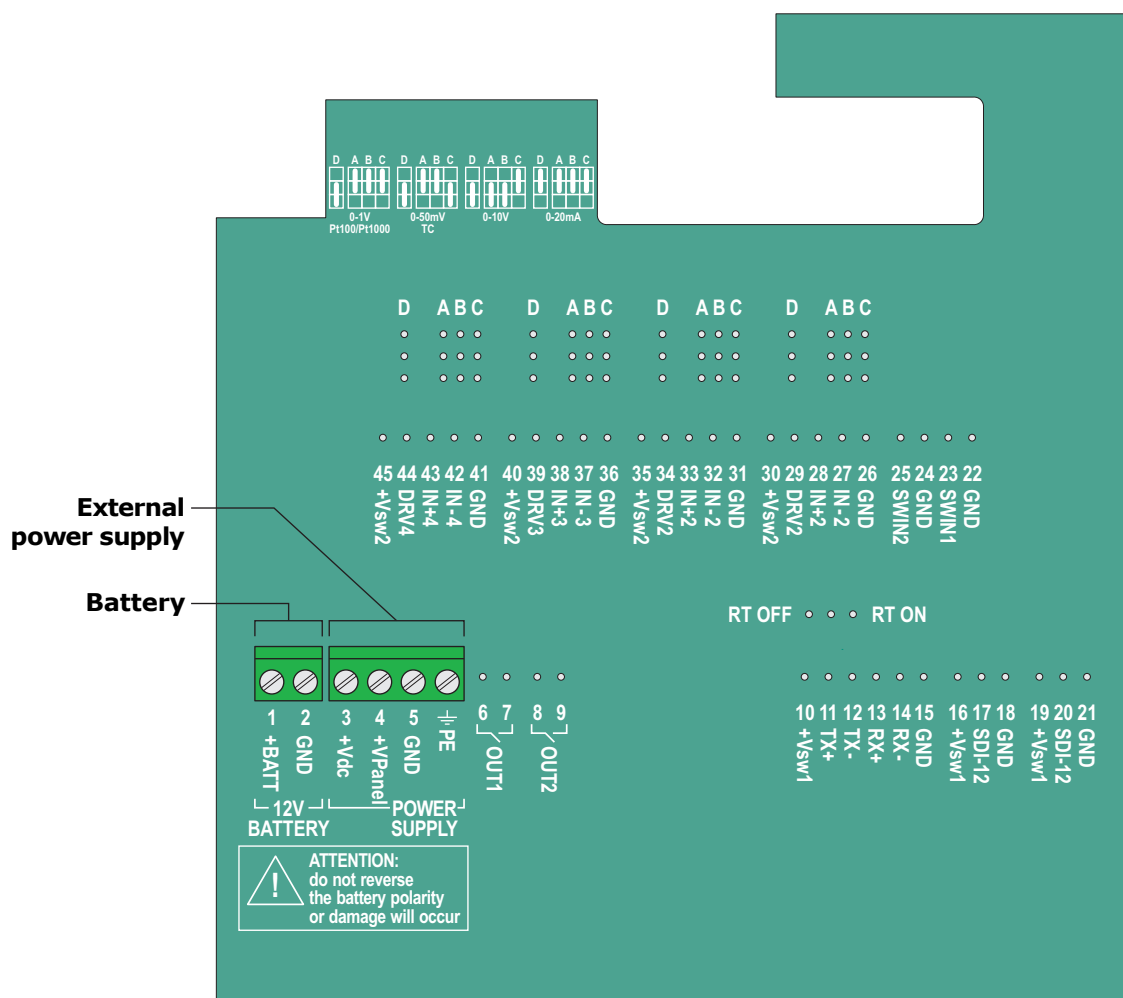 D A B C D A B C D A B C D A B C
0-1V 0-50mV 0-10V 0-20mA
Pt100/Pt1000 TC
D A B C D A B C D A B C D A B C
45 44 43 42 41 40 39 38 37 36 35 34 33 32 31 30 29 28 27 26 25 24 23 22
+Vsw2 DRV4 IN+4 IN-4 GND +Vsw2 DRV3 IN+3 IN-3 GND +Vsw2 DRV2 IN+2 IN-2 GND +Vsw2 DRV2 IN+2 IN-2 GND SWIN2 GND SWIN1 GND
External
power supply
Battery
RT OFF RT ON
1 2 3 4 5 6 7 8 9 10 11 12 13 14 15 16 17 18 19 20 21
+BATT GND +Vdc +VPanel GND PE OUT1 OUT2 +Vsw1 TX+ TX- RX+ RX- GND +Vsw1 SDI-12 GND +Vsw1 SDI-12 GND
12V
BATTERY
POWER
SUPPLY
ATTENTION:
do not reverse
the battery polarity
or damage will occur
!